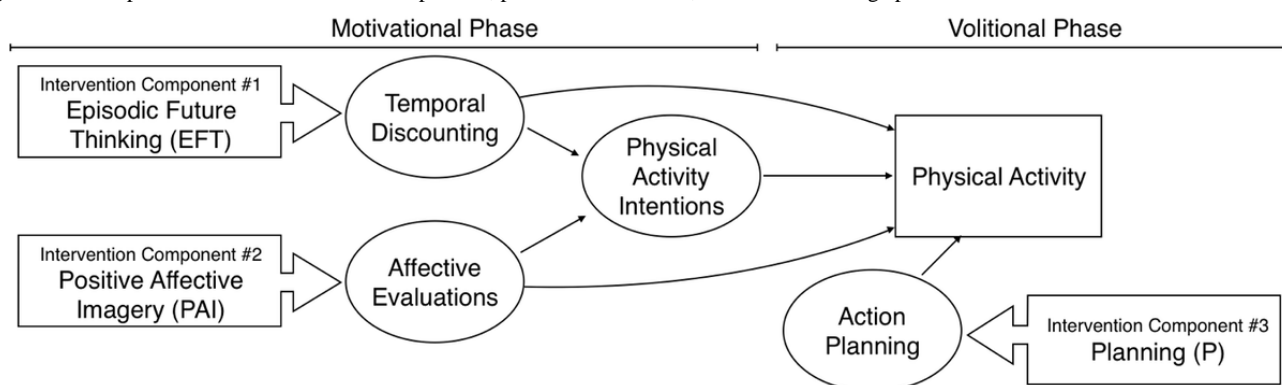 Motivational Phase
Volitional Phase
Intervention Component #1
Episodic Future
Thinking (EFT)
Temporal
Discounting
Physical
Activity
Intentions
Physical Activity
Intervention Component #2
Positive Affective
Imagery (PAI)
Affective
Evaluations
Action
Planning
Intervention Component #3
Planning (P)